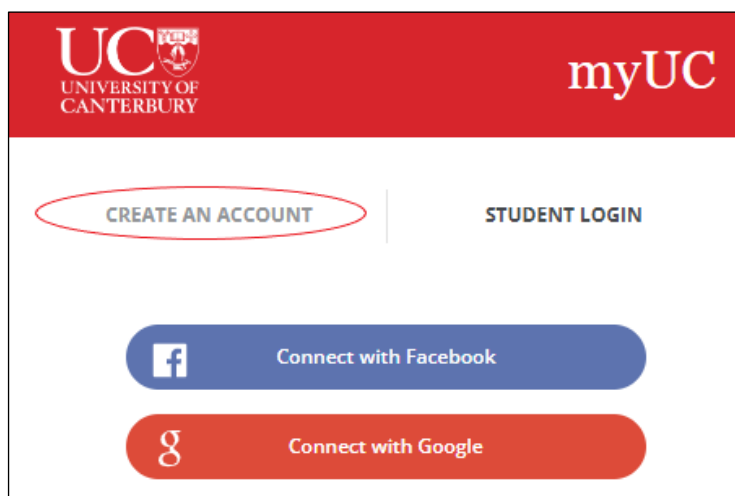 UC
UNIVERSITY OF
CANTERBURY
myUC
CREATE AN ACCOUNT
STUDENT LOGIN
f
Connect with Facebook
g
Connect with Google